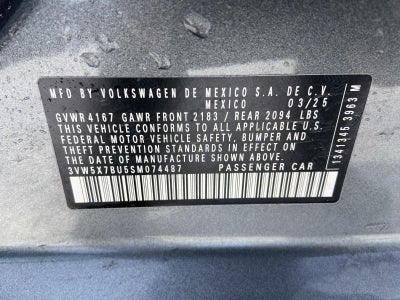 MFD BY VOLKSWAGEN DE MEXICO S.A. DE C.V.
MEXICO 03/25
GVWR 4167 GAWR FRONT 2183 / REAR 2094 LBS
THIS VEHICLE CONFORMS TO ALL APPLICABLE U.S.
FEDERAL MOTOR VEHICLE SAFETY, BUMPER AND
THEFT PREVENTION STANDARDS IN EFFECT ON
THE DATE OF MANUFACTURE SHOWN ABOVE.
3VW5X7BU5SM074487 PASSENGER CAR
1341345 3963 M